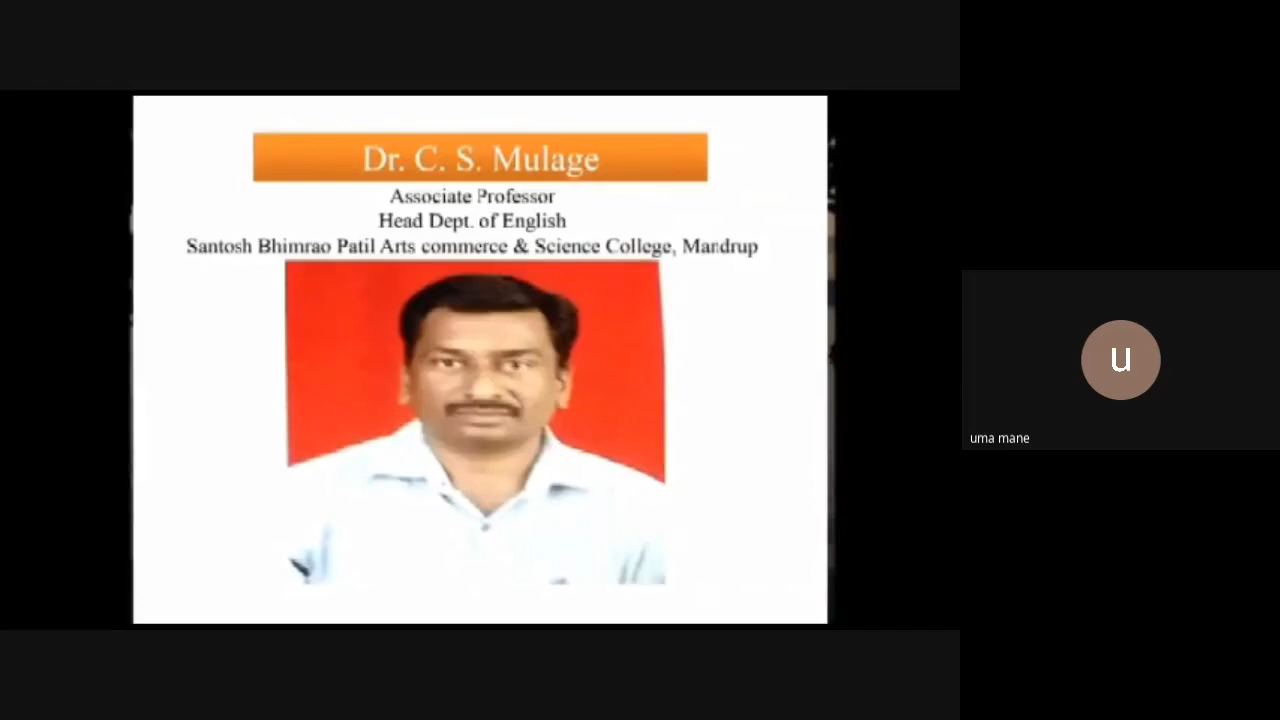 Dr. C. S. Mulage
Associate Professor
Head Dept. of English
Santosh Bhimrao Patil Arts commerce & Science College, Mandrup
u
uma mane